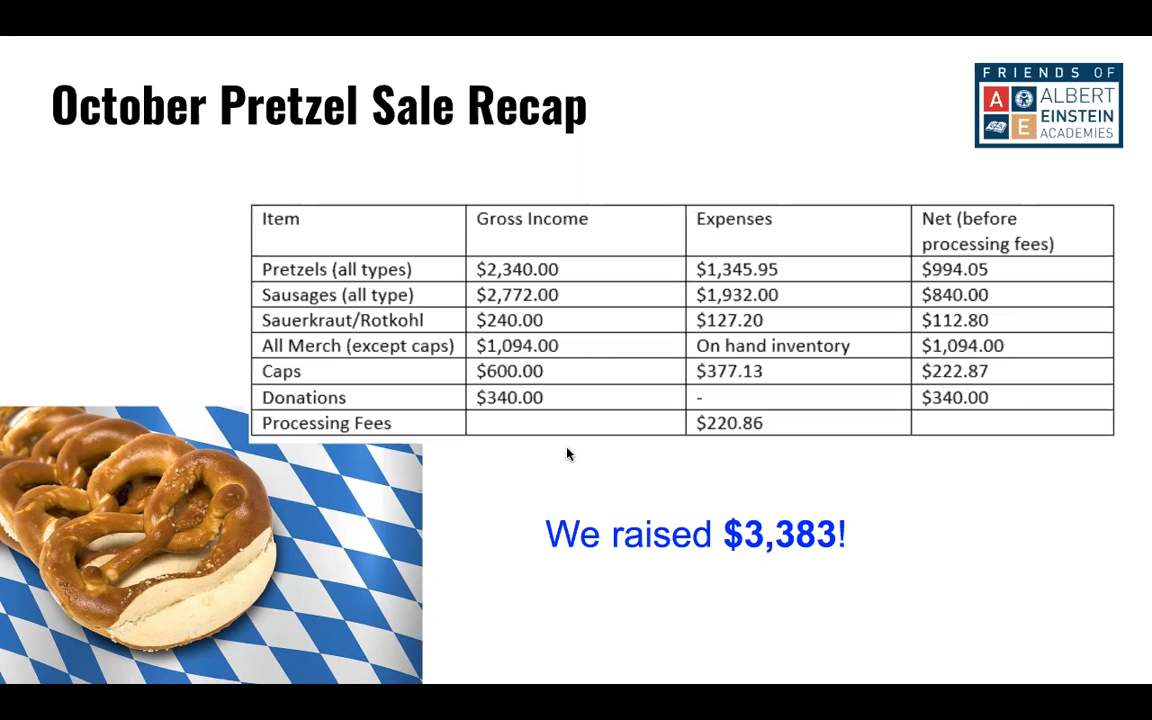 October Pretzel Sale Recap
FRIENDS OF
A ALBERT
EINSTEIN
E ACADEMIES
Item Gross Income Expenses Net (before
processing fees)
Pretzels (all types) $2,340.00 $1,345.95 $994.05
Sausages (all type) $2,772.00 $1,932.00 $840.00
Sauerkraut/Rotkohl $240.00 $127.20 $112.80
All Merch (except caps) $1,094.00 On hand inventory $1,094.00
Caps $600.00 $377.13 $222.87
Donations $340.00 - $340.00
Processing Fees $220.86
We raised $3,383!